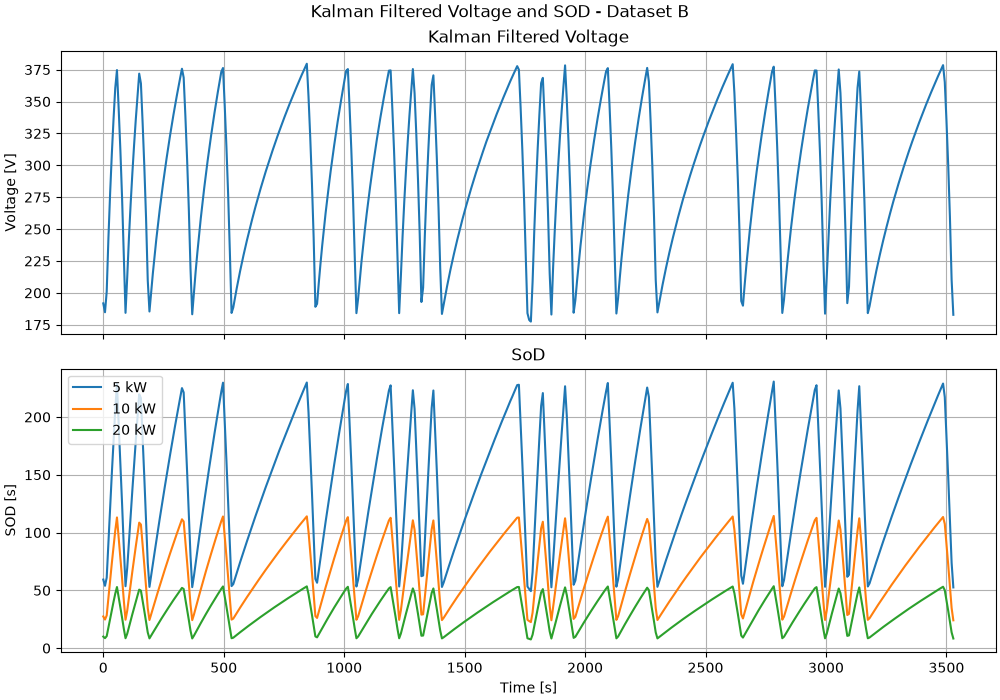 Kalman Filtered Voltage and SOD - Dataset B
Kalman Filtered Voltage
375
350
325
300
275
250
225
200
175
Voltage [V]
SoD
5 kW
10 kW
20 kW
200
150
100
50
0
SOD [s]
0 500 1000 1500 2000 2500 3000 3500
Time [s]